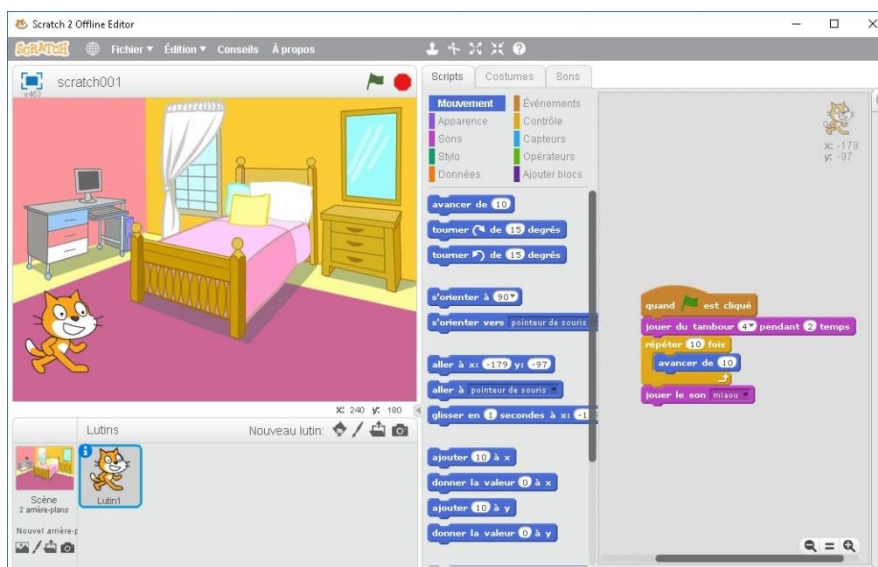 Scratch 2 Offline Editor
SCRATCH Fichier Édition Conseils À propos
scratch001
v462
Scripts Costumes Sons
Mouvement Événements
Apparence Contrôle
Sons Capteurs
Stylo Opérateurs
Données Ajouter blocs
avancer de 10
tourner de 15 degrés
tourner de 15 degrés
s'orienter à 90
s'orienter vers pointeur de souris
aller à x: -179 y: -97
aller à pointeur de souris
glisser en 1 secondes à x: -1
ajouter 10 à x
donner la valeur 0 à x
ajouter 10 à y
donner la valeur 0 à y
x: -179
y: -97
quand est cliqué
jouer du tambour 4 pendant 2 temps
répéter 10 fois
avancer de 10
jouer le son miaou
x: 240 y: 180
Lutins Nouveau lutin:
Scène
2 arrière-plans
Lutin1
Nouvel arrière-p